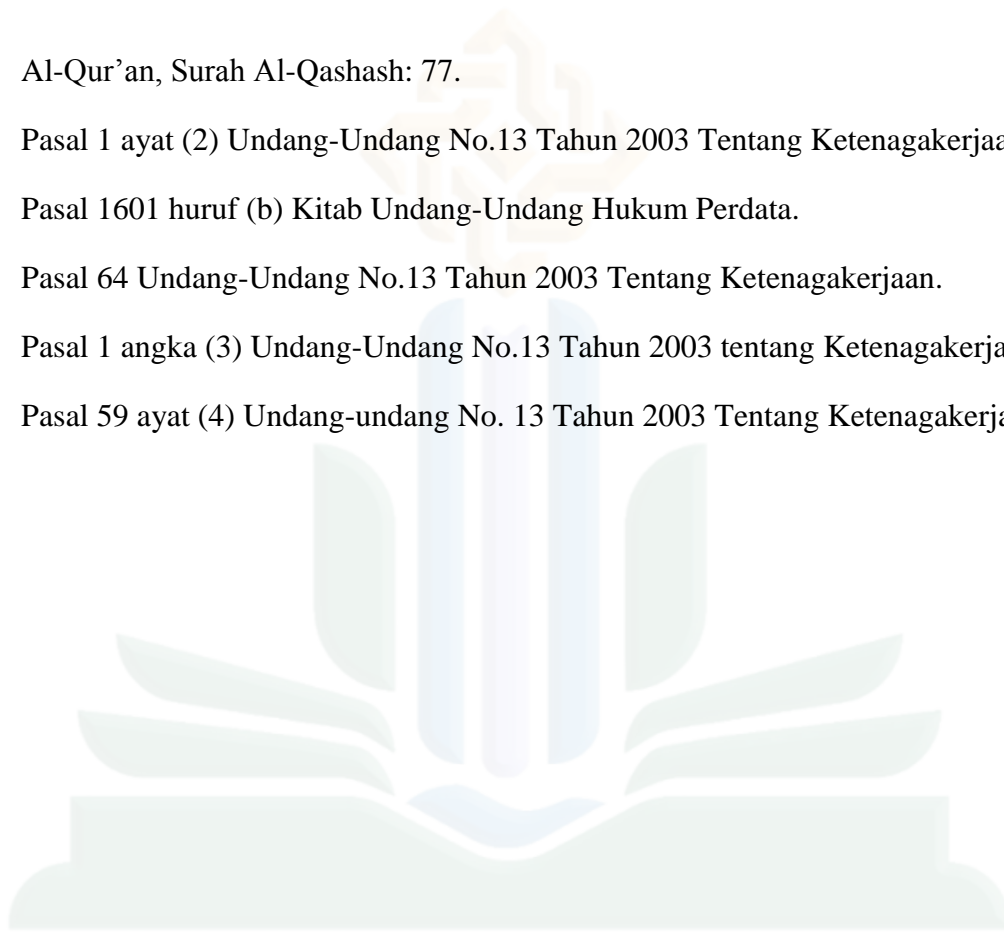 Al-Qur’an, Surah Al-Qashash: 77.
Pasal 1 ayat (2) Undang-Undang No.13 Tahun 2003 Tentang Ketenagakerjaa
Pasal 1601 huruf (b) Kitab Undang-Undang Hukum Perdata.
Pasal 64 Undang-Undang No.13 Tahun 2003 Tentang Ketenagakerjaan.
Pasal 1 angka (3) Undang-Undang No.13 Tahun 2003 tentang Ketenagakerja
Pasal 59 ayat (4) Undang-undang No. 13 Tahun 2003 Tentang Ketenagakerja